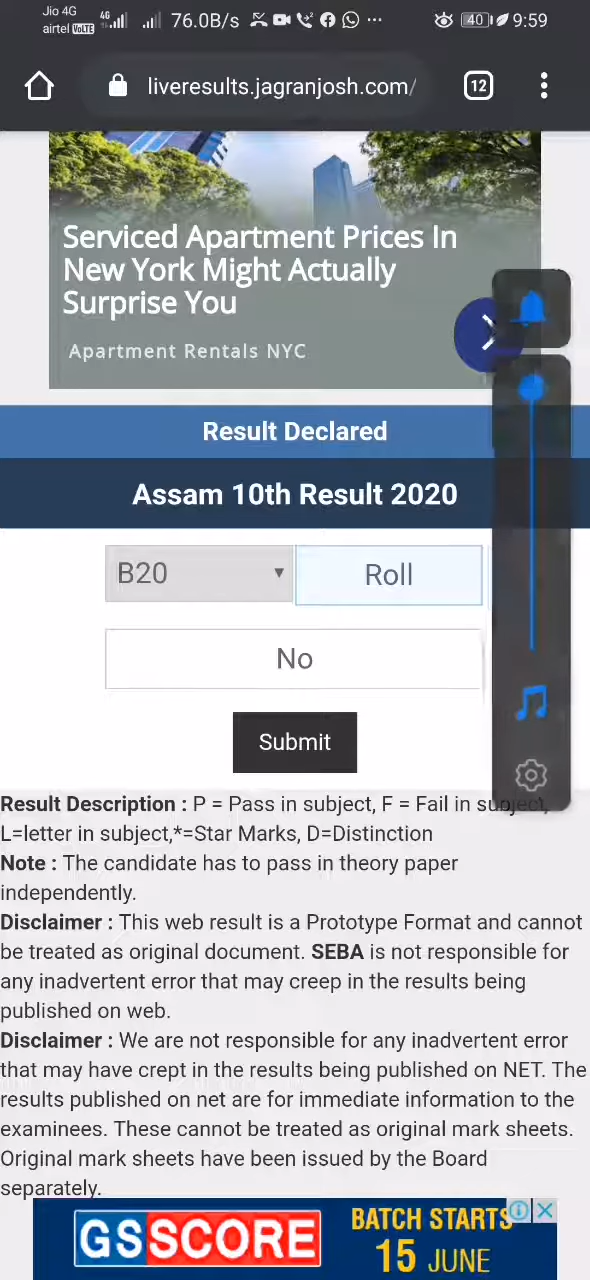 Jio 4G
airtel VoLTE
4G
76.0B/s
40
9:59
liveresults.jagranjosh.com/
12
Serviced Apartment Prices In
New York Might Actually
Surprise You
Apartment Rentals NYC
Result Declared
Assam 10th Result 2020
B20
Roll
No
Submit
Result Description : P = Pass in subject, F = Fail in subject,
L=letter in subject,*=Star Marks, D=Distinction
Note : The candidate has to pass in theory paper
independently.
Disclaimer : This web result is a Prototype Format and cannot
be treated as original document. SEBA is not responsible for
any inadvertent error that may creep in the results being
published on web.
Disclaimer : We are not responsible for any inadvertent error
that may have crept in the results being published on NET. The
results published on net are for immediate information to the
examinees. These cannot be treated as original mark sheets.
Original mark sheets have been issued by the Board
separately.
GSSCORE
BATCH STARTS
15 JUNE